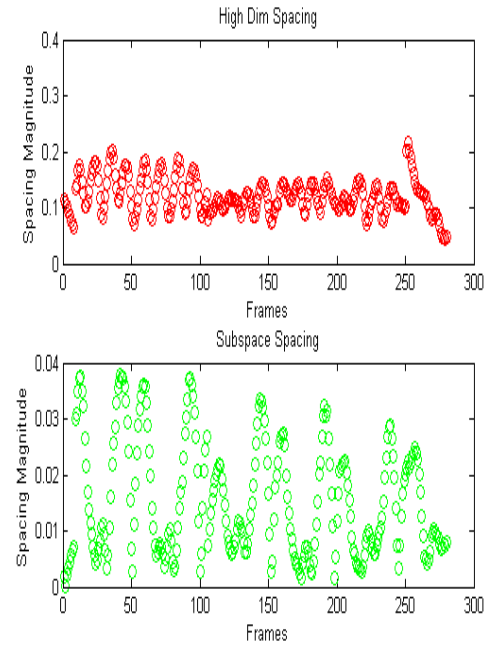 High Dim Spacing
0.4
0.3
0.2
0.1
0
Spacing Magnitude
0 50 100 150 200 250 300
Frames
Subspace Spacing
0.04
0.03
0.02
0.01
0
Spacing Magnitude
0 50 100 150 200 250 300
Frames